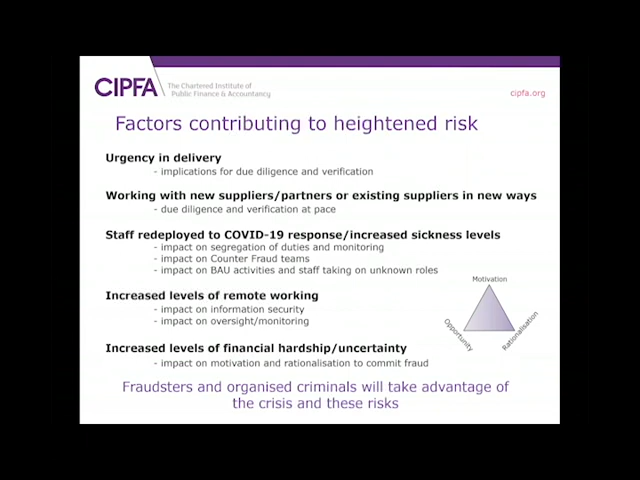 CIPFA
The Chartered Institute of
Public Finance & Accountancy
cipfa.org
Factors contributing to heightened risk
Urgency in delivery
- implications for due diligence and verification
Working with new suppliers/partners or existing suppliers in new ways
- due diligence and verification at pace
Staff redeployed to COVID-19 response/increased sickness levels
- impact on segregation of duties and monitoring
- impact on Counter Fraud teams
- impact on BAU activities and staff taking on unknown roles
Motivation
Opportunity
Rationalisation
Increased levels of remote working
- impact on information security
- impact on oversight/monitoring
Increased levels of financial hardship/uncertainty
- impact on motivation and rationalisation to commit fraud
Fraudsters and organised criminals will take advantage of
the crisis and these risks